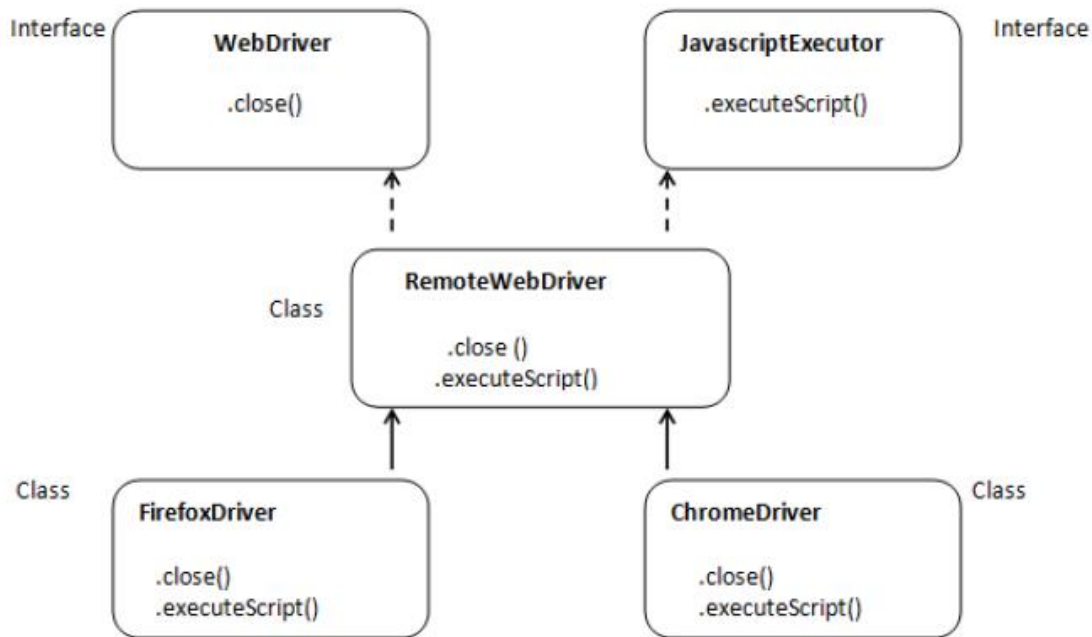 Interface
WebDriver
.close()
JavascriptExecutor
.executeScript()
Interface
Class
RemoteWebDriver
.close ()
.executeScript()
Class
FirefoxDriver
.close()
.executeScript()
ChromeDriver
.close()
.executeScript()
Class